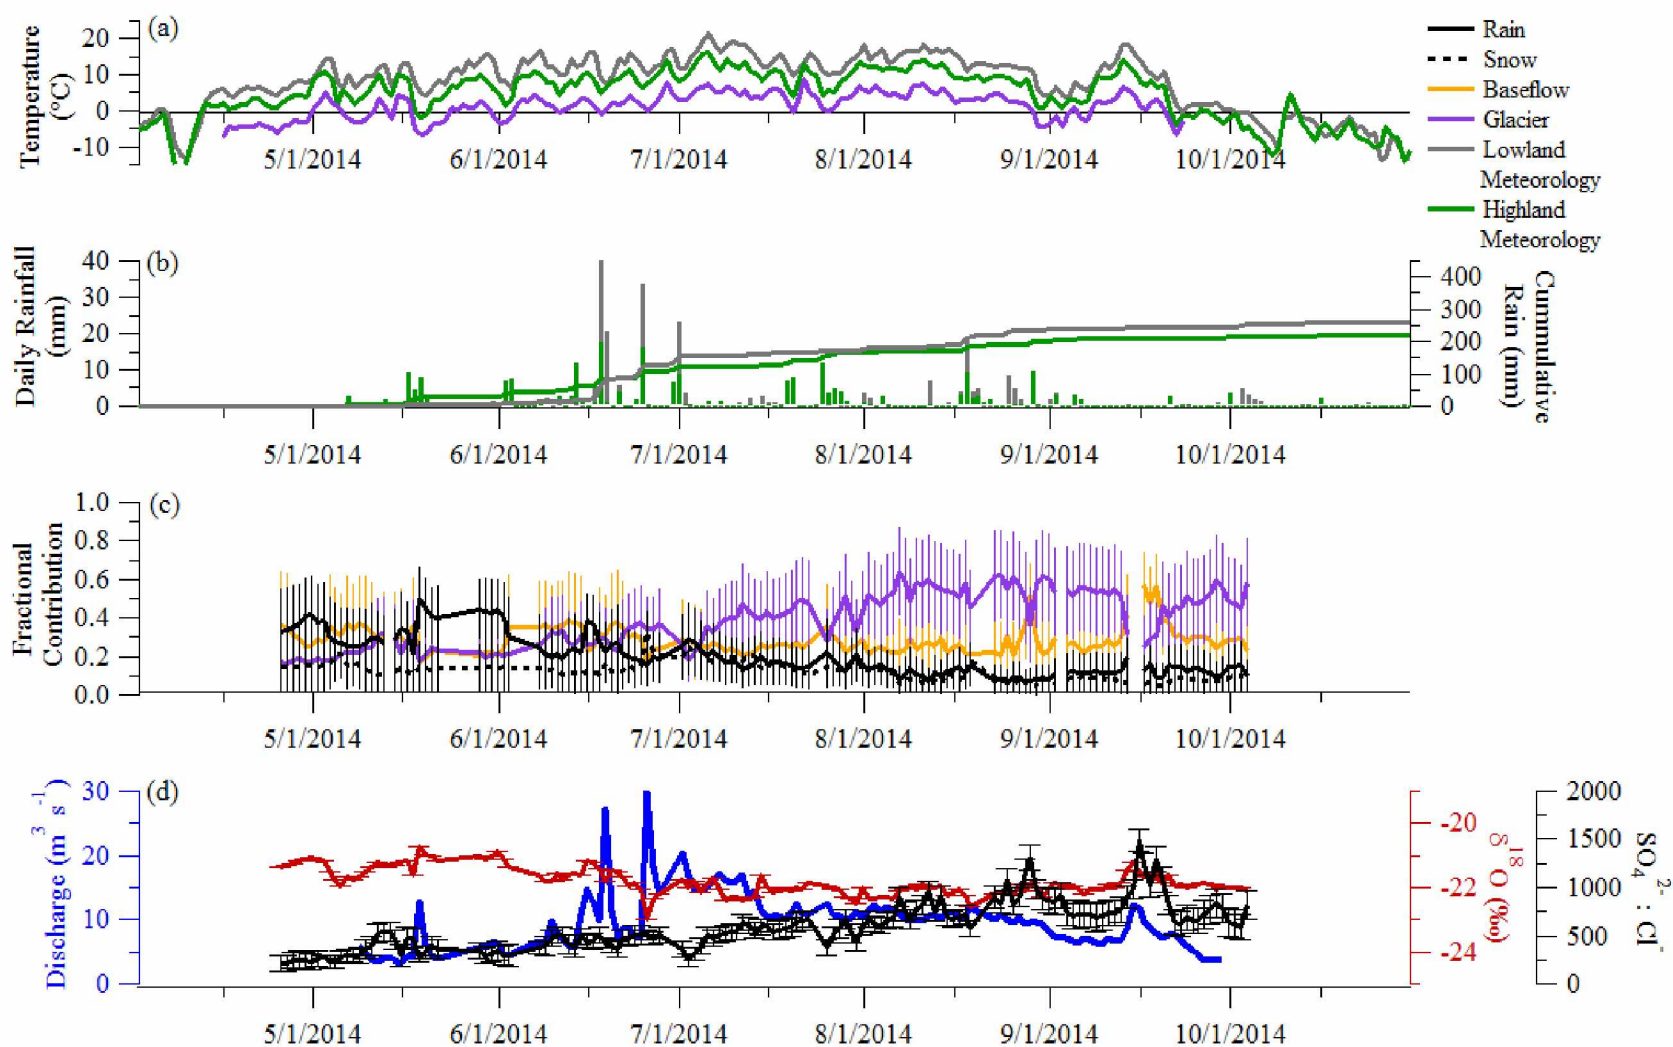 (a)
Temperature
(°C)
20
10
0
-10
5/1/2014
6/1/2014
7/1/2014
8/1/2014
9/1/2014
10/1/2014
Rain
Snow
Baseflow
Glacier
Lowland
Meteorology
Highland
Meteorology
(b)
Daily Rainfall
(mm)
40
30
20
10
0
400
300
200
100
0
Cummulative
Rain (mm)
5/1/2014
6/1/2014
7/1/2014
8/1/2014
9/1/2014
10/1/2014
(c)
Fractional
Contribution
1.0
0.8
0.6
0.4
0.2
0.0
5/1/2014
6/1/2014
7/1/2014
8/1/2014
9/1/2014
10/1/2014
(d)
Discharge (m³ s⁻¹)
30
20
10
0
-20
-22
-24
δ¹⁸O (‰)
2000
1500
1000
500
0
SO₄²⁻ : Cl⁻
5/1/2014
6/1/2014
7/1/2014
8/1/2014
9/1/2014
10/1/2014